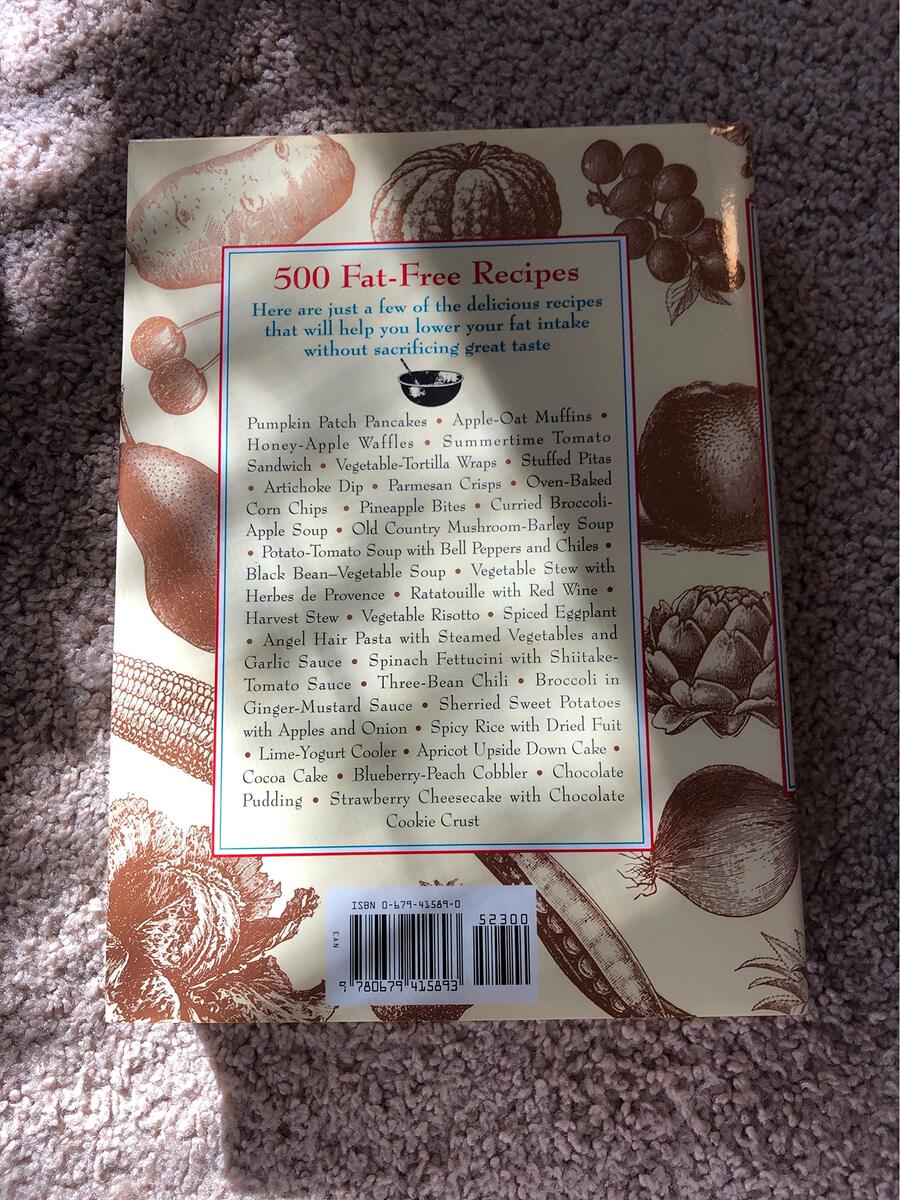 500 Fat-Free Recipes
Here are just a few of the delicious recipes
that will help you lower your fat intake
without sacrificing great taste
Pumpkin Patch Pancakes • Apple-Oat Muffins •
Honey-Apple Waffles • Summertime Tomato
Sandwich • Vegetable-Tortilla Wraps • Stuffed Pitas
• Artichoke Dip • Parmesan Crisps • Oven-Baked
Corn Chips • Pineapple Bites • Curried Broccoli-
Apple Soup • Old Country Mushroom-Barley Soup
• Potato-Tomato Soup with Bell Peppers and Chiles •
Black Bean–Vegetable Soup • Vegetable Stew with
Herbes de Provence • Ratatouille with Red Wine •
Harvest Stew • Vegetable Risotto • Spiced Eggplant
• Angel Hair Pasta with Steamed Vegetables and
Garlic Sauce • Spinach Fettucini with Shiitake-
Tomato Sauce • Three-Bean Chili • Broccoli in
Ginger-Mustard Sauce • Sherried Sweet Potatoes
with Apples and Onion • Spicy Rice with Dried Fuit
• Lime-Yogurt Cooler • Apricot Upside Down Cake •
Cocoa Cake • Blueberry-Peach Cobbler • Chocolate
Pudding • Strawberry Cheesecake with Chocolate
Cookie Crust
ISBN 0-679-41589-0
52300
EAN
9 780679 415893